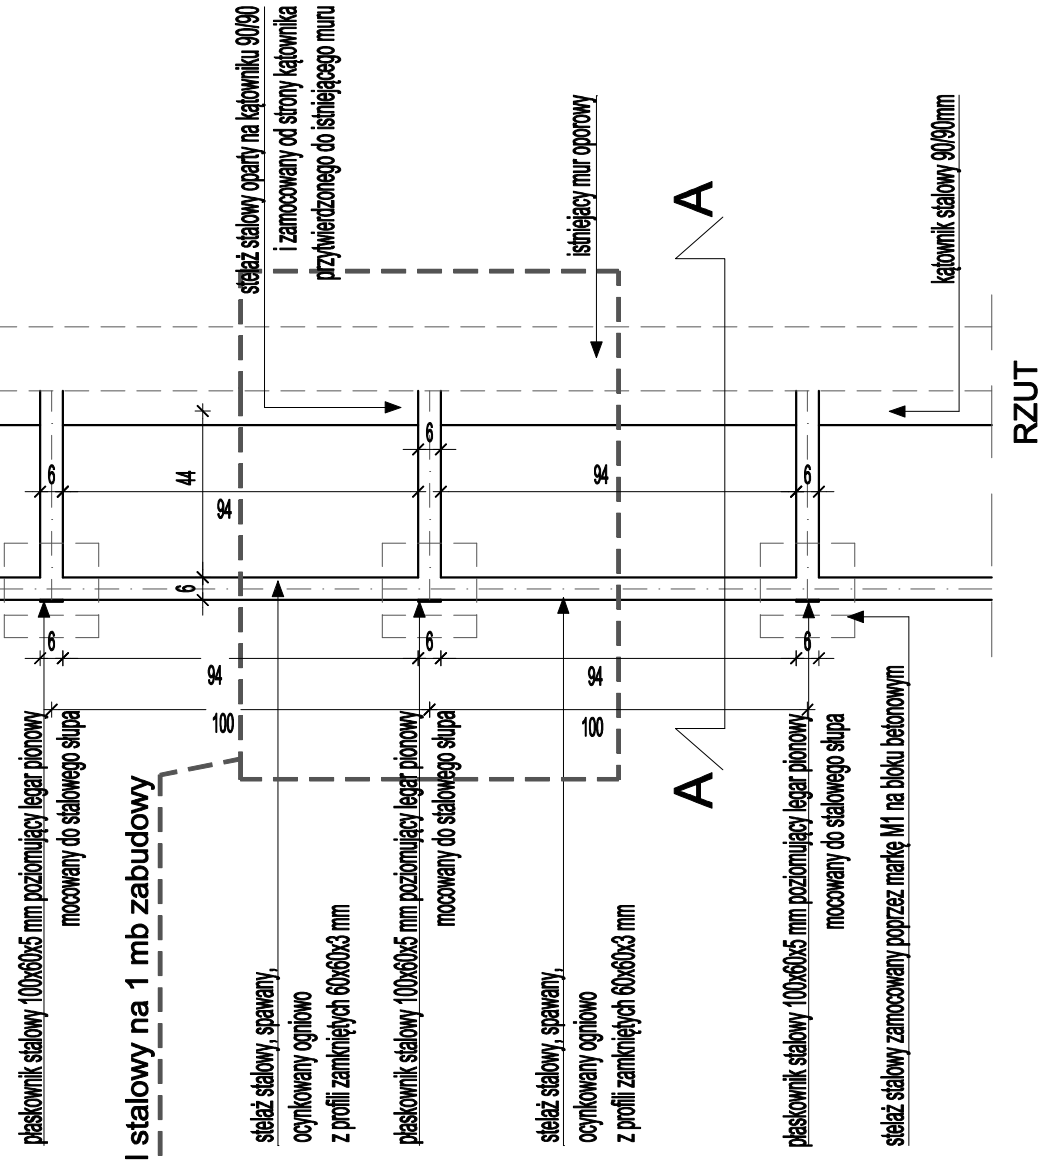 płaskownik stalowy 100x60x5 mm poziomujący legar pionowy
mocowany do stalowego słupa
l stalowy na 1 mb zabudowy
stelaż stalowy, spawany,
ocynkowany ogniowo
z profili zamkniętych 60x60x3 mm
płaskownik stalowy 100x60x5 mm poziomujący legar pionowy
mocowany do stalowego słupa
stelaż stalowy, spawany,
ocynkowany ogniowo
z profili zamkniętych 60x60x3 mm
płaskownik stalowy 100x60x5 mm poziomujący legar pionowy
mocowany do stalowego słupa
stelaż stalowy zamocowany poprzez markę M1 na bloku betonowym
100
100
6
94
6
94
6
6
44
6
94
6
94
6
A
A
stelaż stalowy oparty na kątowniku 90/90
i zamocowany od strony kątownika
przytwierdzonego do istniejącego muru
istniejący mur oporowy
kątownik stalowy 90/90mm
RZUT